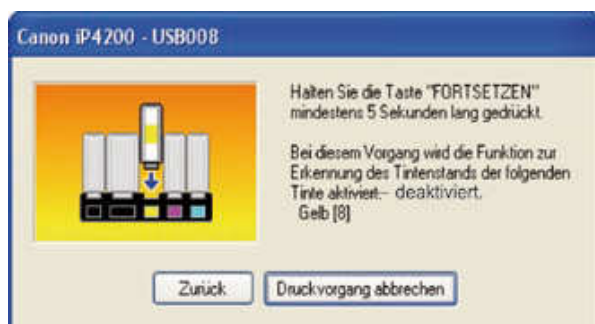 Canon iP4200 - USB008
Halten Sie die Taste "FORTSETZEN"
mindestens 5 Sekunden lang gedrückt.
Bei diesem Vorgang wird die Funktion zur
Erkennung des Tintenstands der folgenden
Tinte aktiviert.- deaktiviert.
Gelb [8]
Zurück
Druckvorgang abbrechen